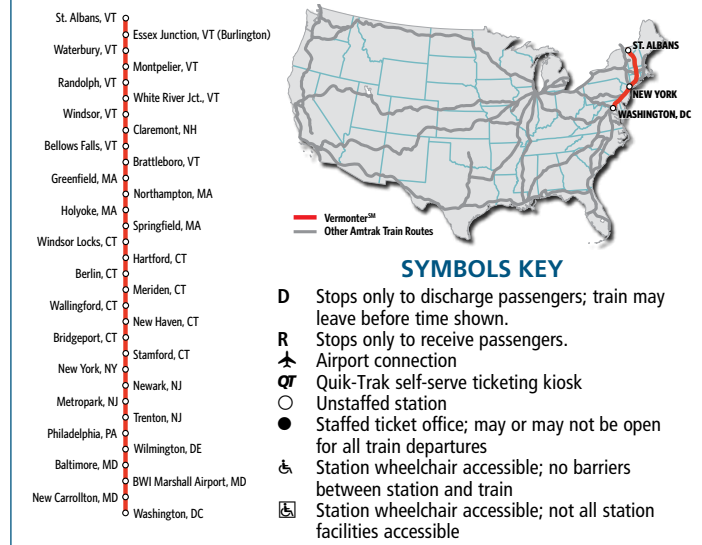 St. Albans, VT
Essex Junction, VT (Burlington)
Waterbury, VT
Montpelier, VT
Randolph, VT
White River Jct., VT
Windsor, VT
Claremont, NH
Bellows Falls, VT
Brattleboro, VT
Greenfield, MA
Northampton, MA
Holyoke, MA
Springfield, MA
Windsor Locks, CT
Hartford, CT
Berlin, CT
Meriden, CT
Wallingford, CT
New Haven, CT
Bridgeport, CT
Stamford, CT
New York, NY
Newark, NJ
Metropark, NJ
Trenton, NJ
Philadelphia, PA
Wilmington, DE
Baltimore, MD
BWI Marshall Airport, MD
New Carrollton, MD
Washington, DC
ST. ALBANS
NEW YORK
WASHINGTON, DC
Vermonter℠
Other Amtrak Train Routes
SYMBOLS KEY
D Stops only to discharge passengers; train may
leave before time shown.
R Stops only to receive passengers.
Airport connection
QT Quik-Trak self-serve ticketing kiosk
Unstaffed station
Staffed ticket office; may or may not be open
for all train departures
Station wheelchair accessible; no barriers
between station and train
Station wheelchair accessible; not all station
facilities accessible